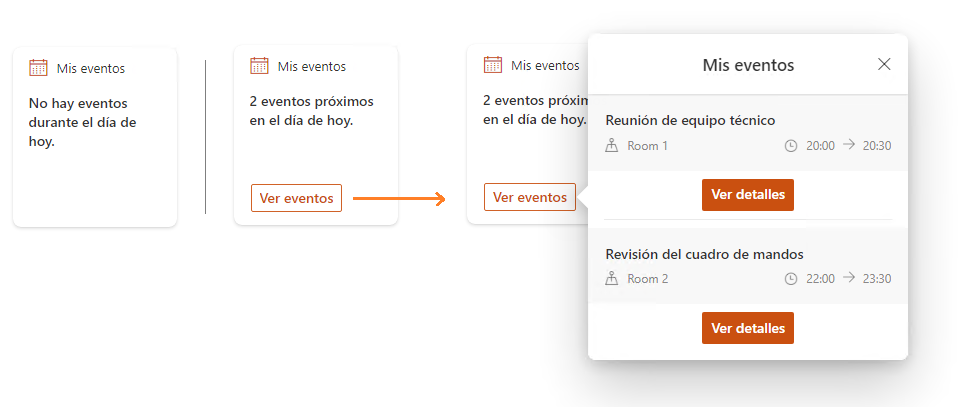 Mis eventos
No hay eventos
durante el día de
hoy.
Mis eventos
2 eventos próximos
en el día de hoy.
Ver eventos
Mis eventos
2 eventos próxim
en el día de hoy.
Ver eventos
Mis eventos
Reunión de equipo técnico
Room 1 20:00 → 20:30
Ver detalles
Revisión del cuadro de mandos
Room 2 22:00 → 23:30
Ver detalles